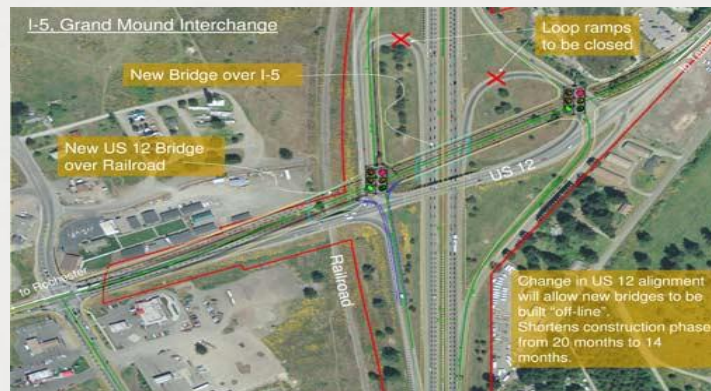 I-5, Grand Mound Interchange
Loop ramps
to be closed
New Bridge over I-5
New US 12 Bridge
over Railroad
US 12
to Rochester
Railroad
Change in US 12 alignment
will allow new bridges to be
built "off-line".
Shortens construction phase
from 20 months to 14
months.